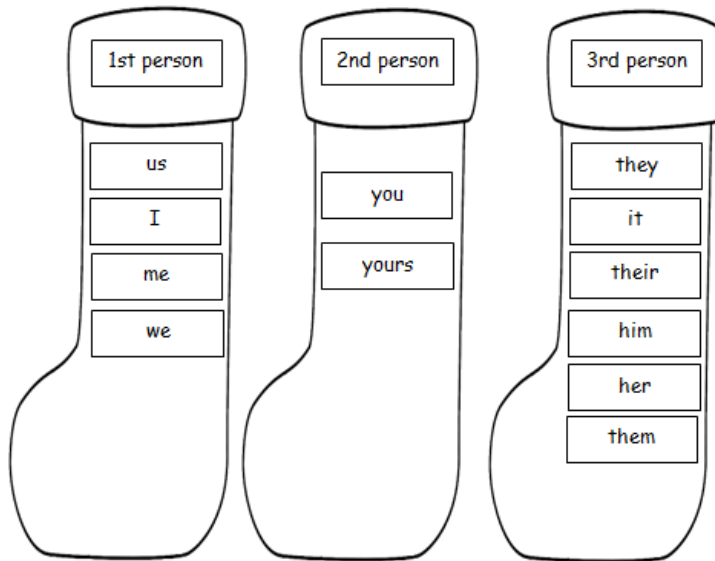 1st person
us
I
me
we
2nd person
you
yours
3rd person
they
it
their
him
her
them